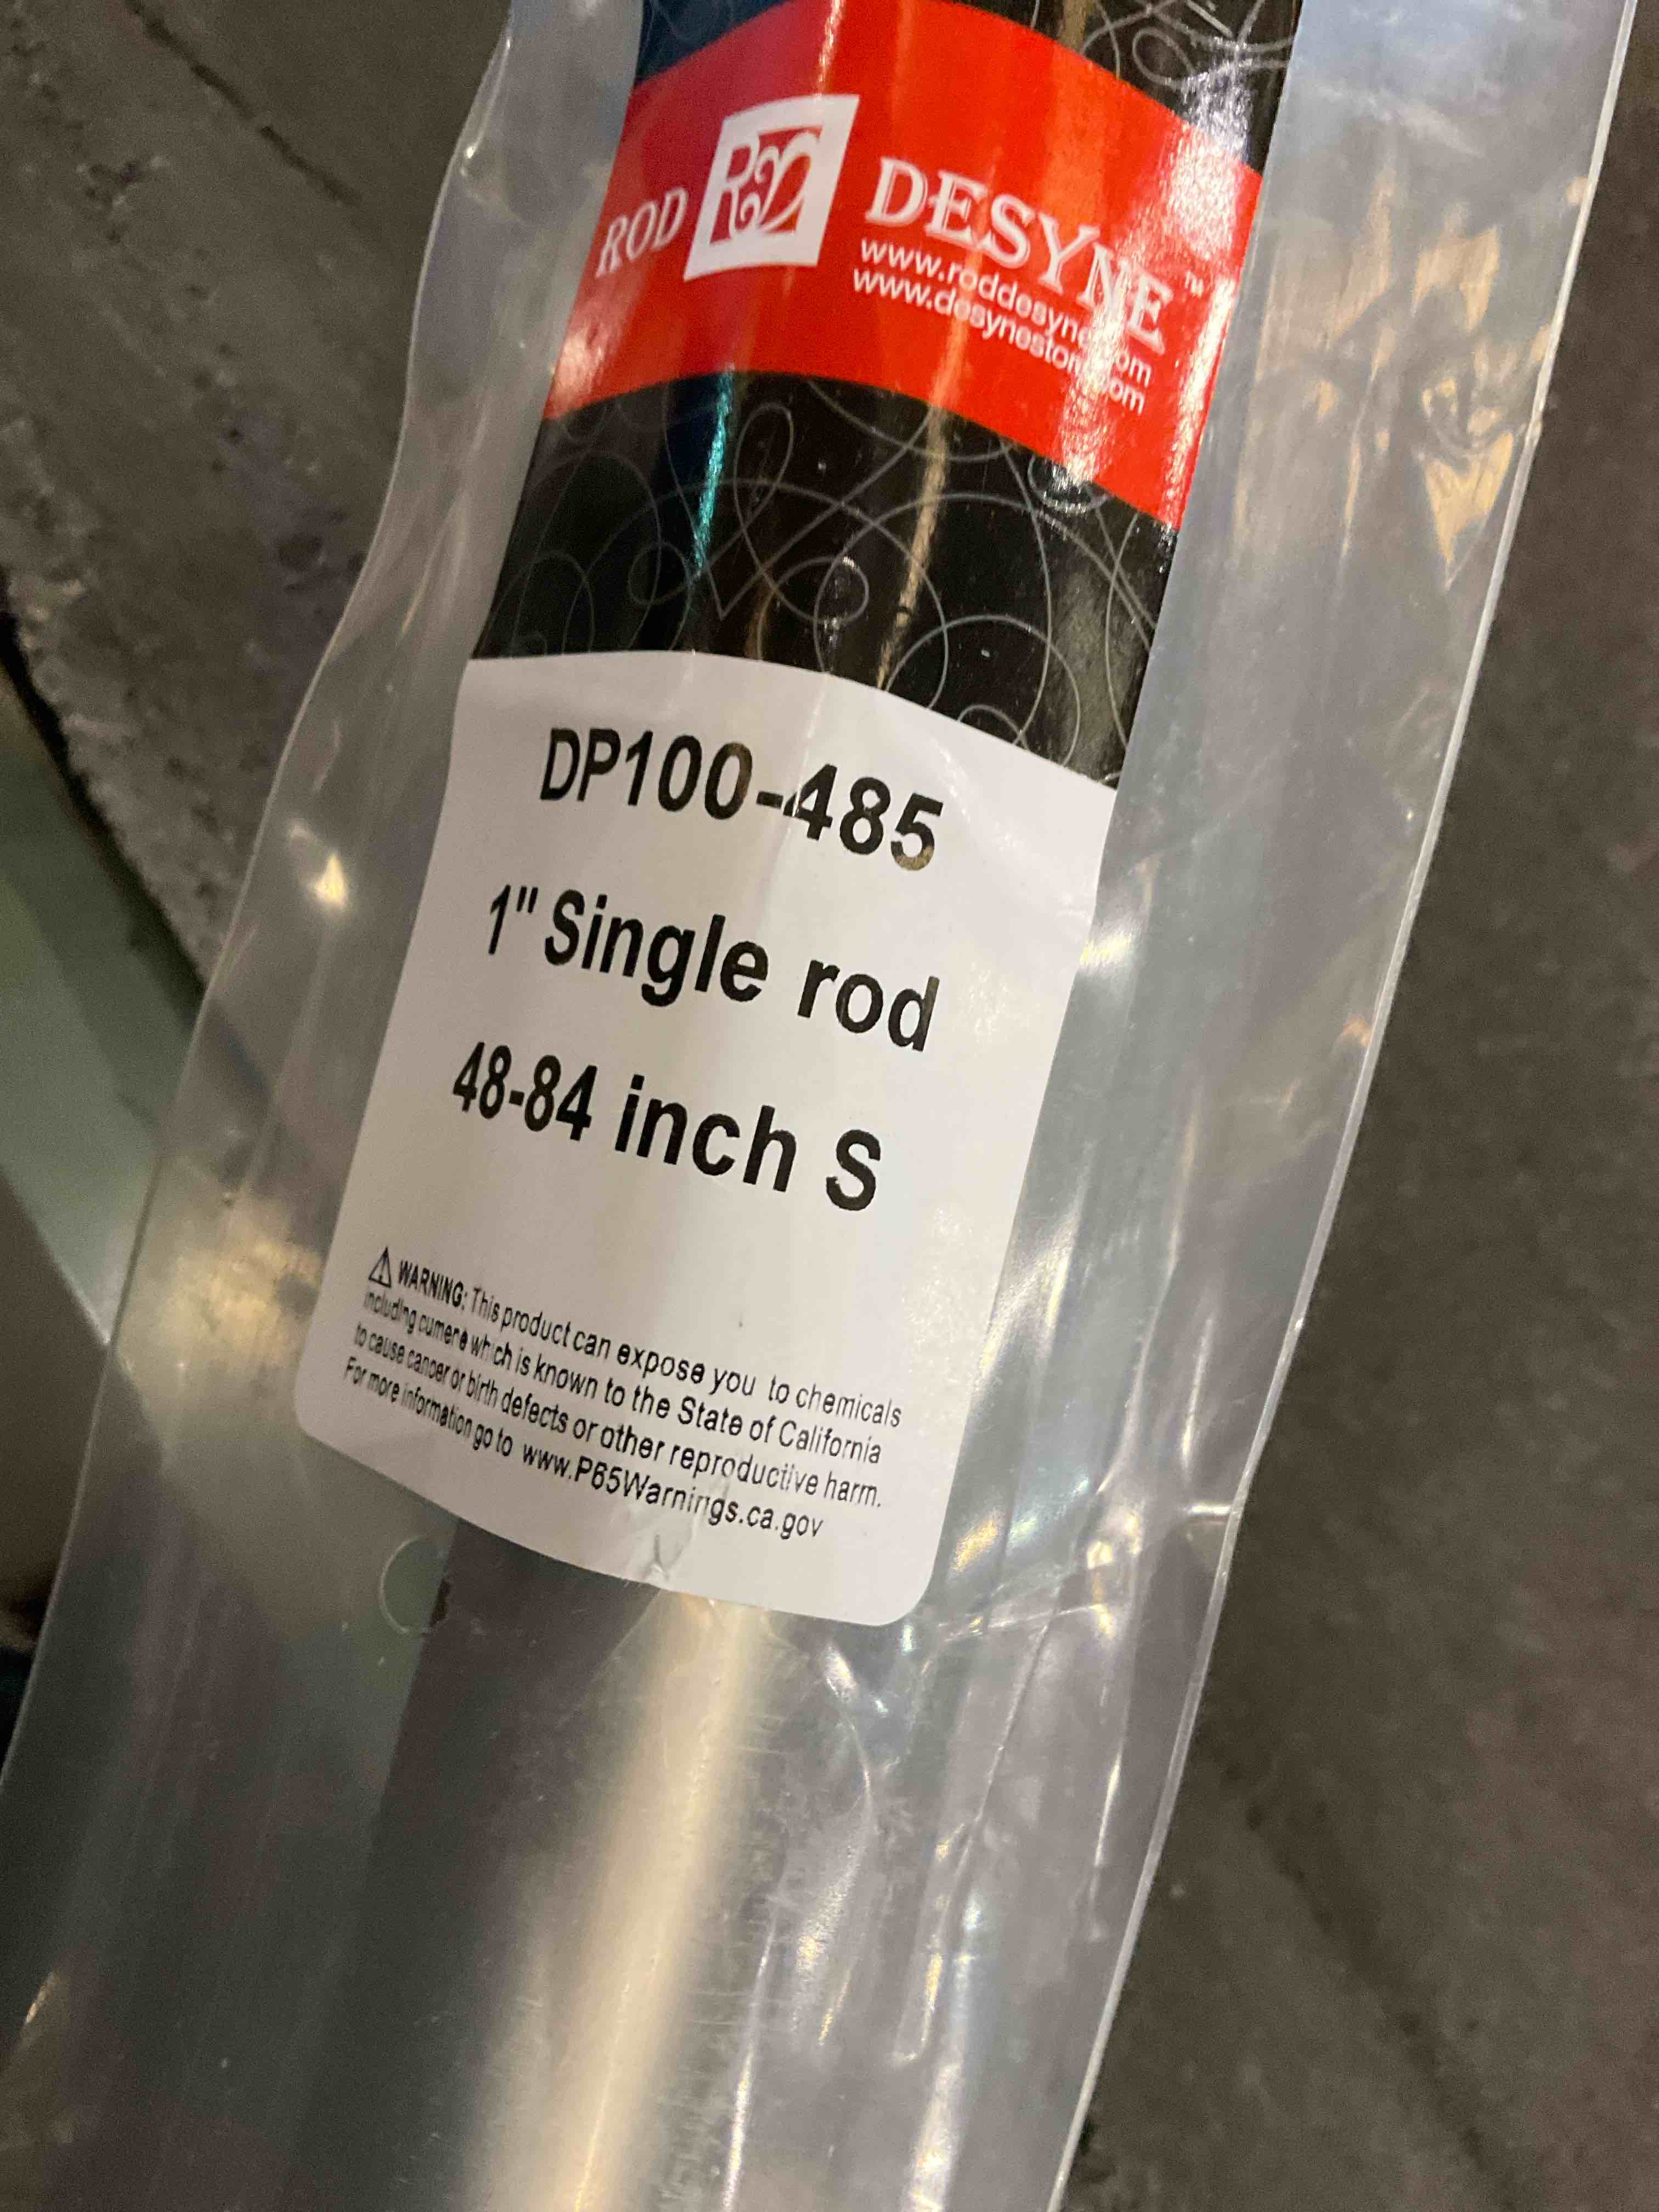 ROD RD DESYNE™
www.roddesyne.com
www.desynestore.com
DP100-485
1" Single rod
48-84 inch S
⚠ WARNING: This product can expose you to chemicals
including cumene which is known to the State of California
to cause cancer or birth defects or other reproductive harm.
For more information go to www.P65Warnings.ca.gov